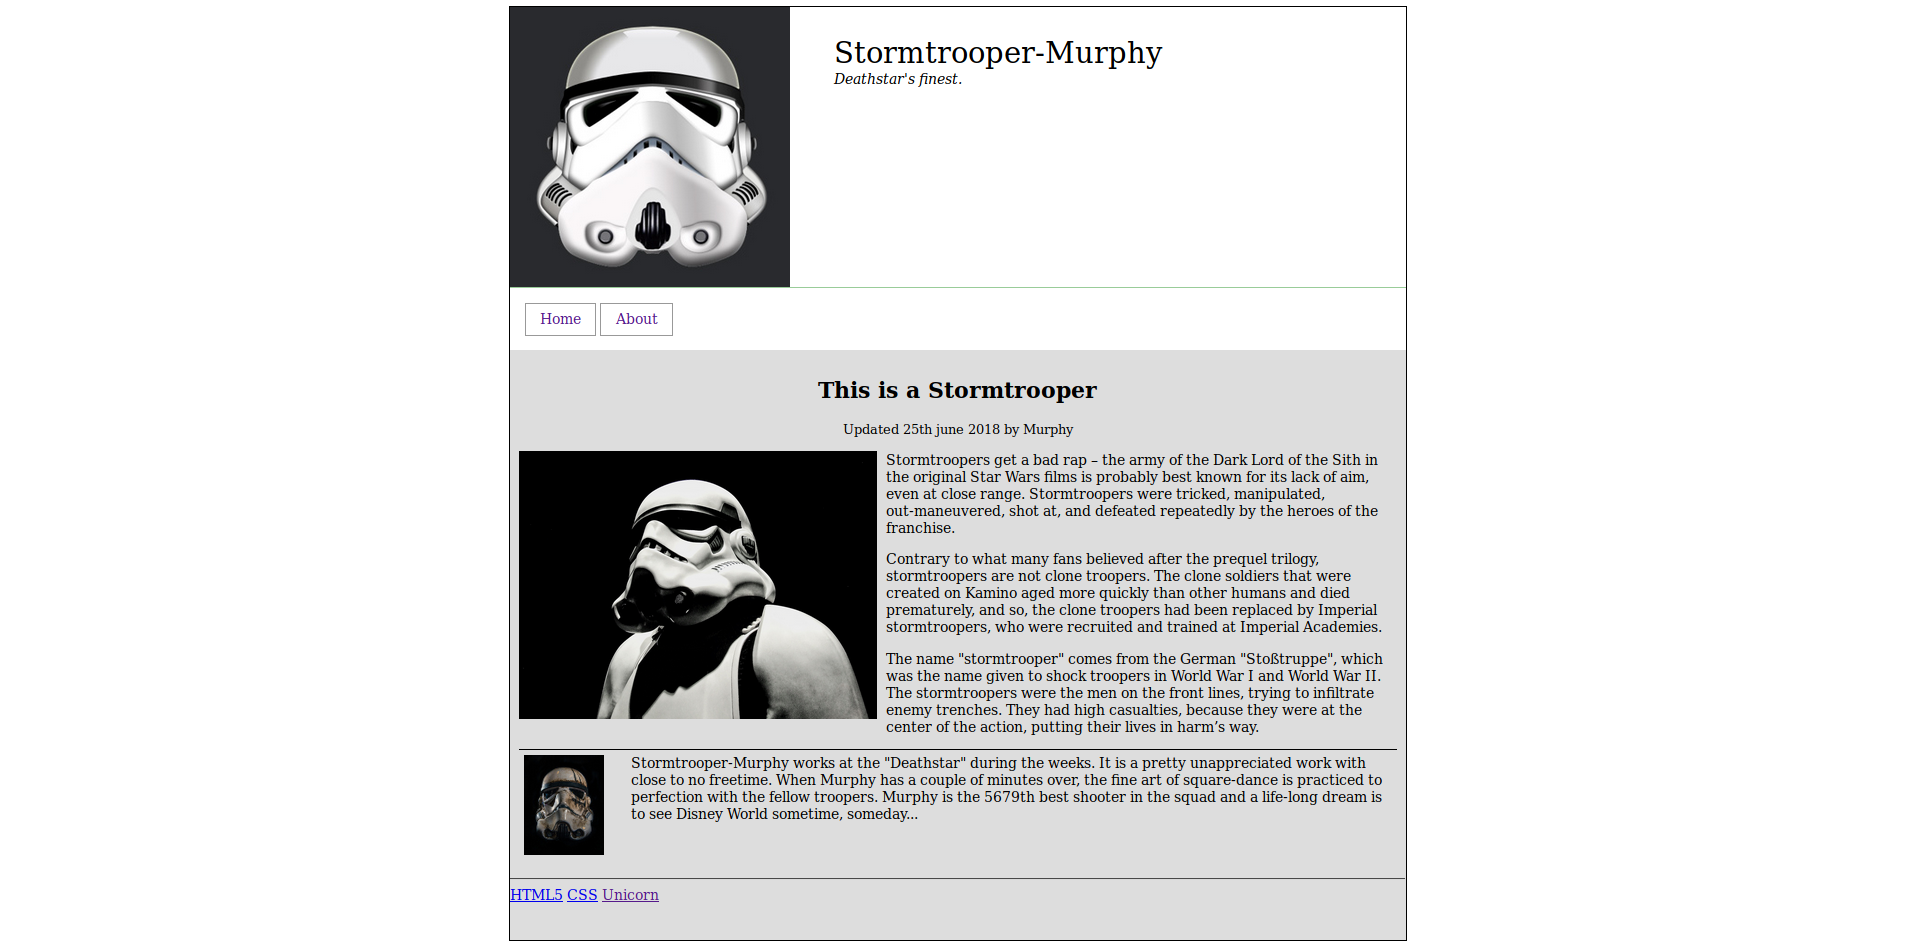 Stormtrooper-Murphy
Deathstar's finest.
Home About
This is a Stormtrooper
Updated 25th june 2018 by Murphy
Stormtroopers get a bad rap – the army of the Dark Lord of the Sith in
the original Star Wars films is probably best known for its lack of aim,
even at close range. Stormtroopers were tricked, manipulated,
out-maneuvered, shot at, and defeated repeatedly by the heroes of the
franchise.
Contrary to what many fans believed after the prequel trilogy,
stormtroopers are not clone troopers. The clone soldiers that were
created on Kamino aged more quickly than other humans and died
prematurely, and so, the clone troopers had been replaced by Imperial
stormtroopers, who were recruited and trained at Imperial Academies.
The name "stormtrooper" comes from the German "Stoßtruppe", which
was the name given to shock troopers in World War I and World War II.
The stormtroopers were the men on the front lines, trying to infiltrate
enemy trenches. They had high casualties, because they were at the
center of the action, putting their lives in harm’s way.
Stormtrooper-Murphy works at the "Deathstar" during the weeks. It is a pretty unappreciated work with
close to no freetime. When Murphy has a couple of minutes over, the fine art of square-dance is practiced to
perfection with the fellow troopers. Murphy is the 5679th best shooter in the squad and a life-long dream is
to see Disney World sometime, someday...
HTML5 CSS Unicorn